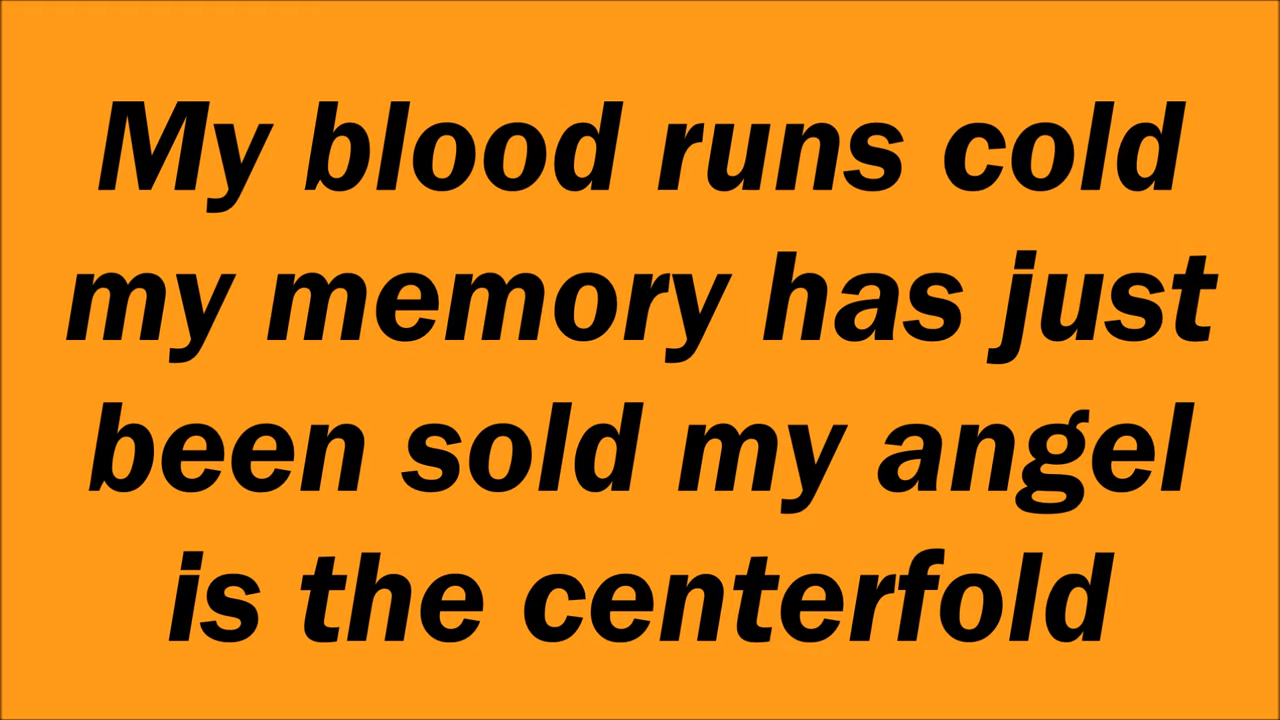 My blood runs cold
my memory has just
been sold my angel
is the centerfold